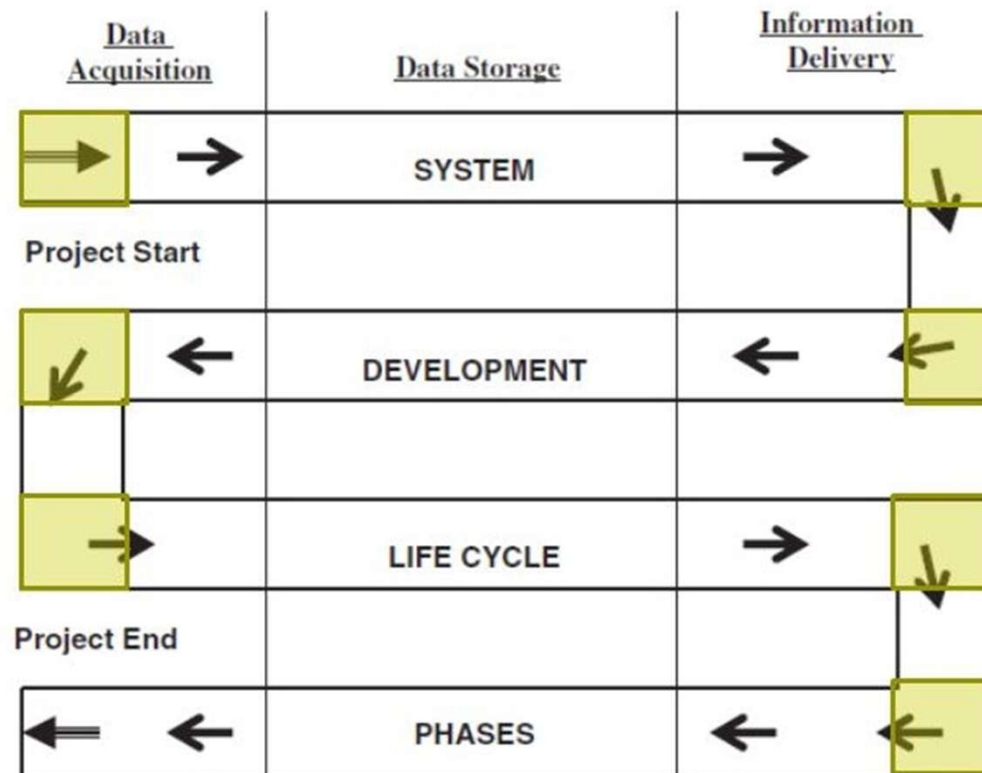 Data
Acquisition
Data Storage
Information
Delivery
SYSTEM
Project Start
DEVELOPMENT
LIFE CYCLE
Project End
PHASES